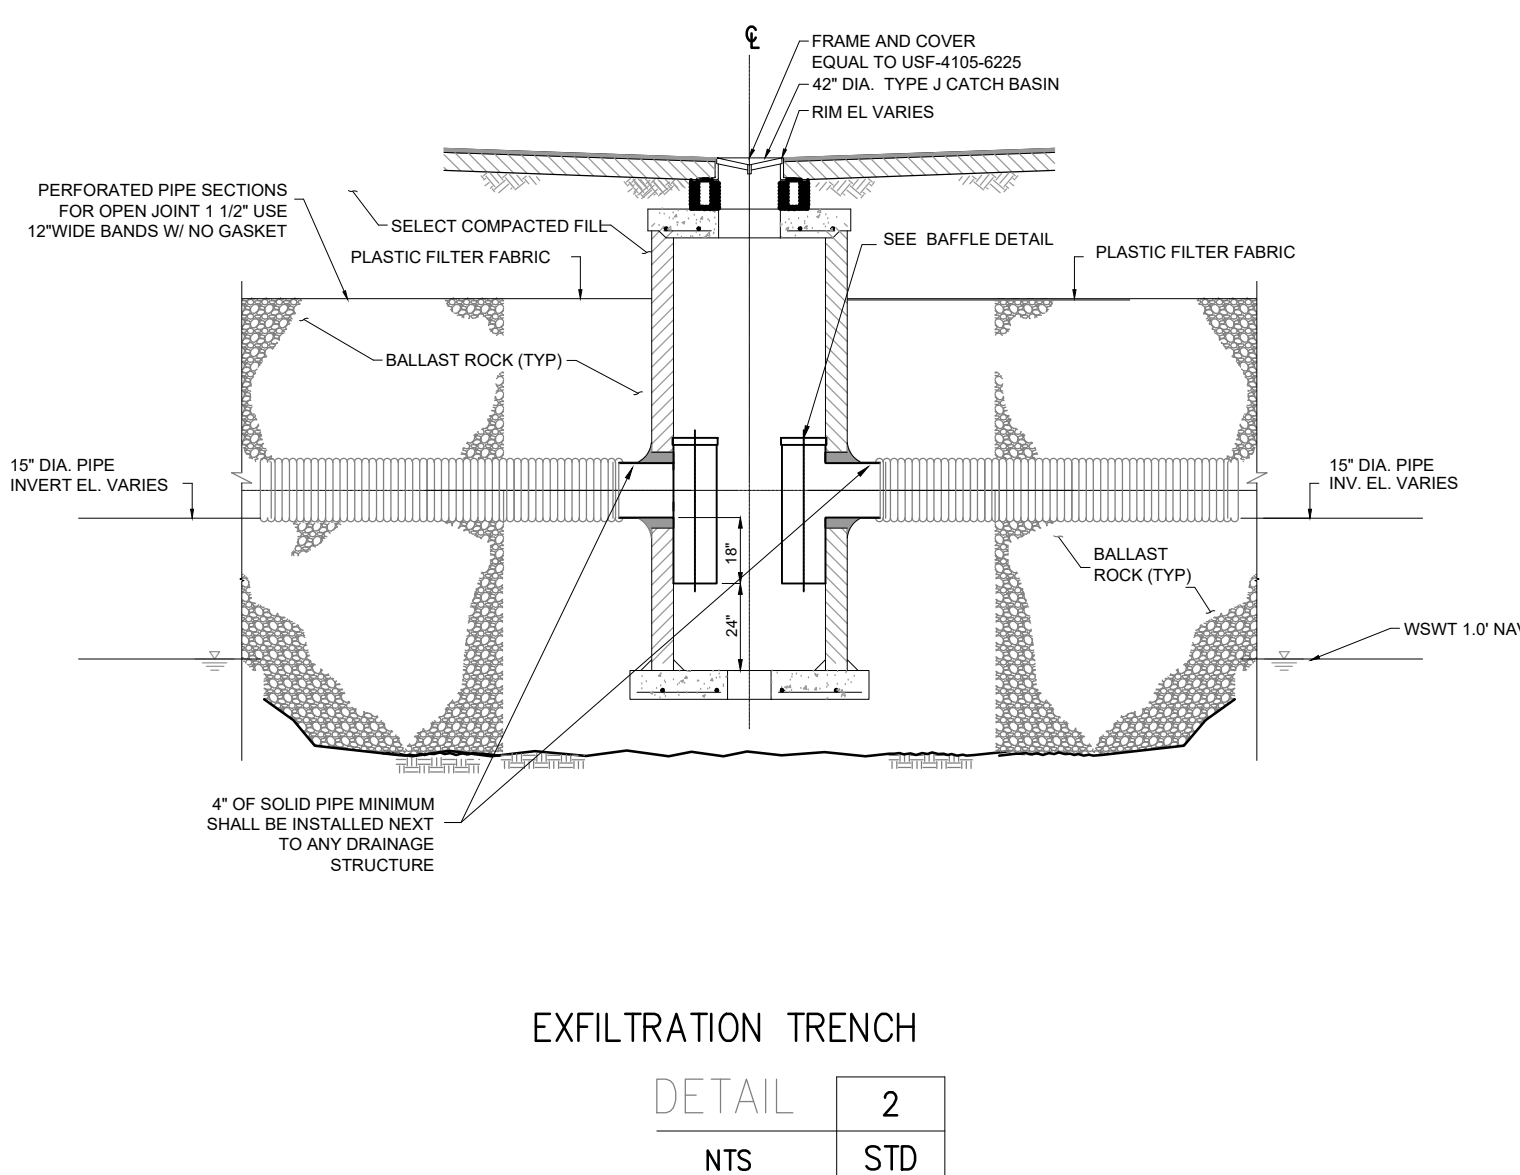 ℄
FRAME AND COVER
EQUAL TO USF-4105-6225
42" DIA. TYPE J CATCH BASIN
RIM EL VARIES
PERFORATED PIPE SECTIONS
FOR OPEN JOINT 1 1/2" USE
12"WIDE BANDS W/ NO GASKET
SELECT COMPACTED FILL
PLASTIC FILTER FABRIC
SEE BAFFLE DETAIL
PLASTIC FILTER FABRIC
BALLAST ROCK (TYP)
15" DIA. PIPE
INVERT EL. VARIES
15" DIA. PIPE
INV. EL. VARIES
18"
24"
BALLAST
ROCK (TYP)
WSWT 1.0'
4" OF SOLID PIPE MINIMUM
SHALL BE INSTALLED NEXT
TO ANY DRAINAGE
STRUCTURE
EXFILTRATION TRENCH
DETAIL 2
NTS STD